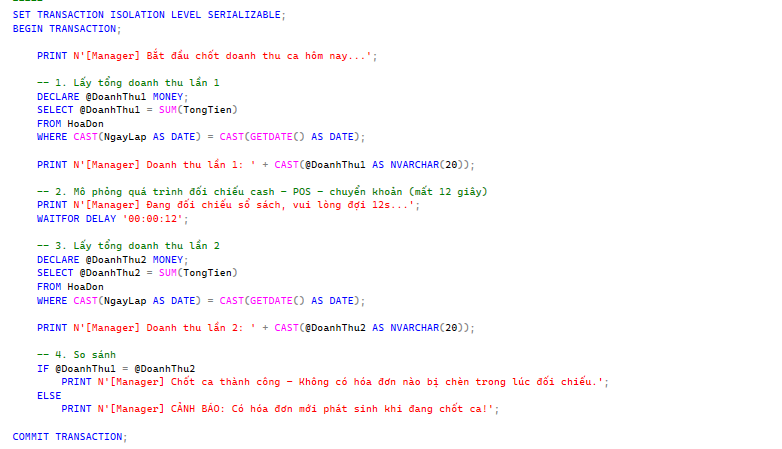 SET TRANSACTION ISOLATION LEVEL SERIALIZABLE;
BEGIN TRANSACTION;
PRINT N'[Manager] Bắt đầu chốt doanh thu ca hôm nay...';
-- 1. Lấy tổng doanh thu lần 1
DECLARE @DoanhThu1 MONEY;
SELECT @DoanhThu1 = SUM(TongTien)
FROM HoaDon
WHERE CAST(NgayLap AS DATE) = CAST(GETDATE() AS DATE);
PRINT N'[Manager] Doanh thu lần 1: ' + CAST(@DoanhThu1 AS NVARCHAR(20));
-- 2. Mô phỏng quá trình đối chiếu cash - POS - chuyển khoản (mất 12 giây)
PRINT N'[Manager] Đang đối chiếu sổ sách, vui lòng đợi 12s...';
WAITFOR DELAY '00:00:12';
-- 3. Lấy tổng doanh thu lần 2
DECLARE @DoanhThu2 MONEY;
SELECT @DoanhThu2 = SUM(TongTien)
FROM HoaDon
WHERE CAST(NgayLap AS DATE) = CAST(GETDATE() AS DATE);
PRINT N'[Manager] Doanh thu lần 2: ' + CAST(@DoanhThu2 AS NVARCHAR(20));
-- 4. So sánh
IF @DoanhThu1 = @DoanhThu2
PRINT N'[Manager] Chốt ca thành công - Không có hóa đơn nào bị chèn trong lúc đối chiếu.';
ELSE
PRINT N'[Manager] CẢNH BÁO: Có hóa đơn mới phát sinh khi đang chốt ca!';
COMMIT TRANSACTION;